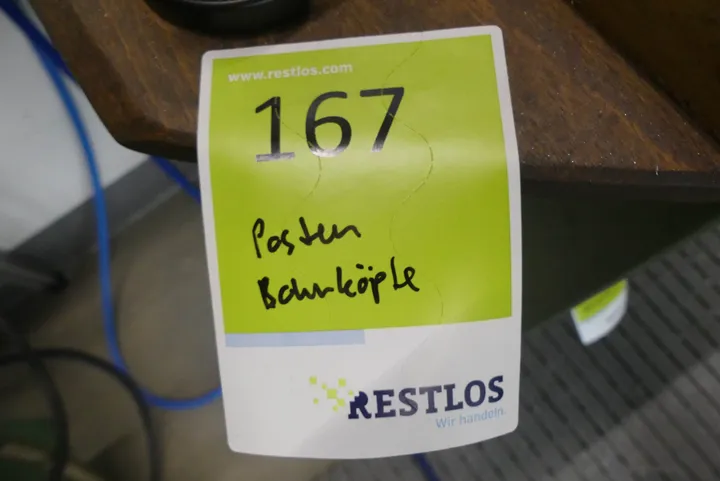 www.restlos.com
167
Posten
Bohrköpfe
RESTLOS
Wir handeln.